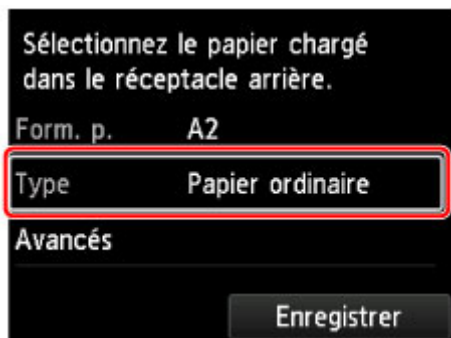 Sélectionnez le papier chargé
dans le réceptacle arrière.
Form. p. A2
Type Papier ordinaire
Avancés
Enregistrer